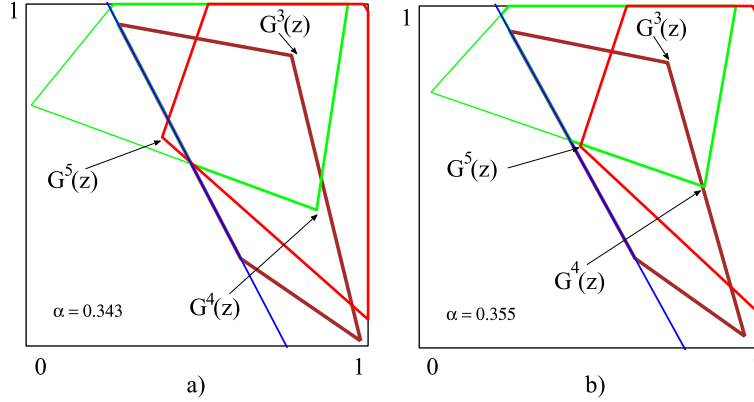 1
G³(z)
G⁵(z)
G⁴(z)
α = 0.343
0
1
a)
1
G³(z)
G⁵(z)
G⁴(z)
α = 0.355
0
b)